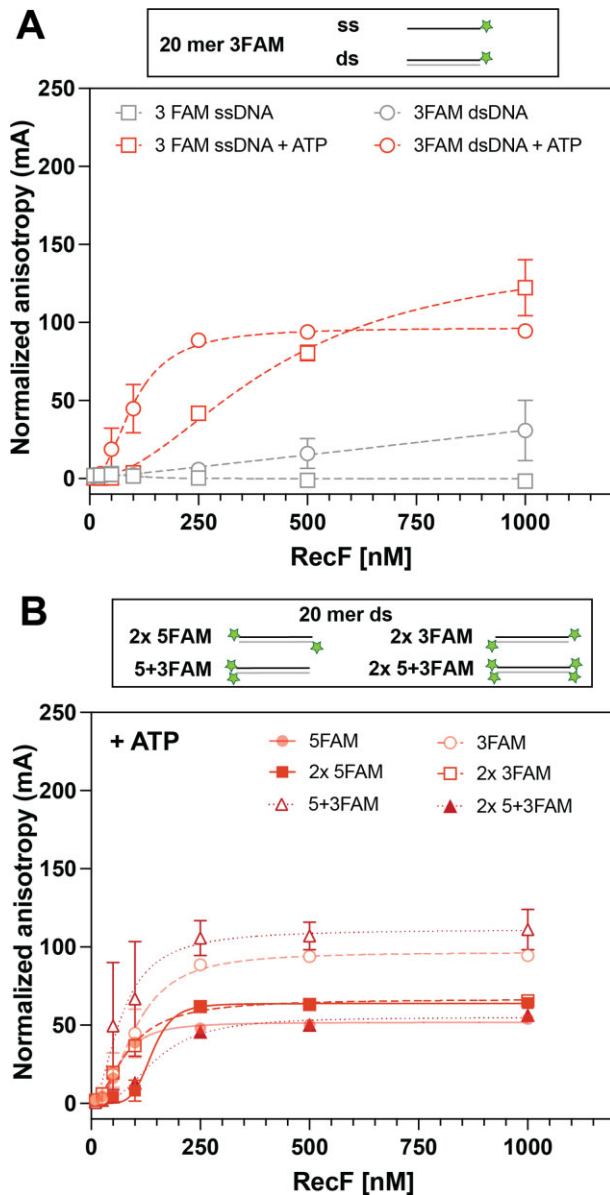 A
20 mer 3FAM
ss
ds
250
200
150
100
50
0
Normalized anisotropy (mA)
3 FAM ssDNA
3FAM dsDNA
3 FAM ssDNA + ATP
3FAM dsDNA + ATP
0 250 500 750 1000
RecF [nM]
B
20 mer ds
2x 5FAM
2x 3FAM
5+3FAM
2x 5+3FAM
250
200
150
100
50
0
Normalized anisotropy (mA)
+ ATP
5FAM
3FAM
2x 5FAM
2x 3FAM
5+3FAM
2x 5+3FAM
0 250 500 750 1000
RecF [nM]